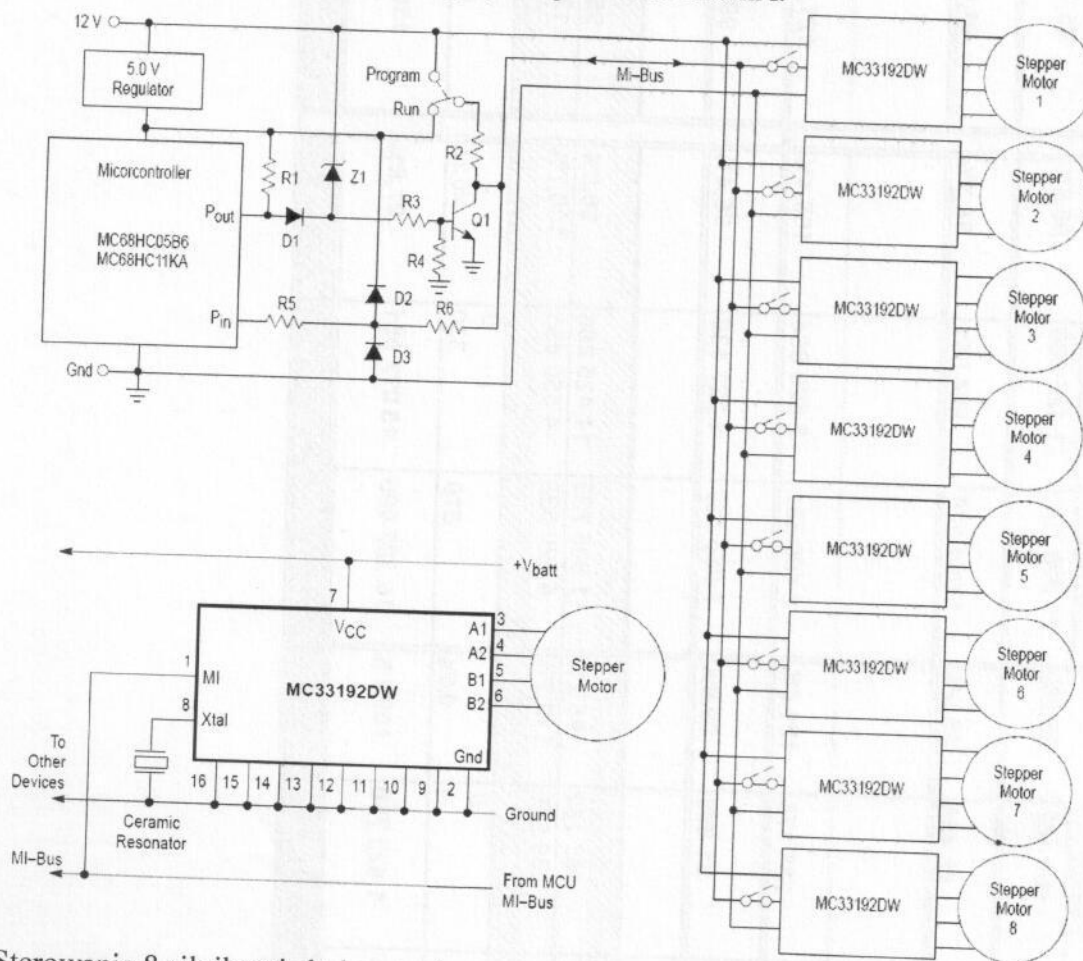 12 V
5.0 V
Regulator
Program
Run
Mi–Bus
R2
Micorcontroller
R1
Z1
Pout
D1
R3
Q1
MC68HC05B6
MC68HC11KA
R4
D2
R6
Pin
R5
D3
Gnd
MC33192DW
Stepper
Motor
1
MC33192DW
Stepper
Motor
2
MC33192DW
Stepper
Motor
3
MC33192DW
Stepper
Motor
4
MC33192DW
Stepper
Motor
5
MC33192DW
Stepper
Motor
6
MC33192DW
Stepper
Motor
7
MC33192DW
Stepper
Motor
8
+Vbatt
7
VCC
3
A1
4
A2
5
B1
6
B2
1
MI
MC33192DW
Stepper
Motor
8
Xtal
Gnd
To
Other
Devices
16 15 14 13 12 11 10 9 2
Ceramic
Resonator
Ground
MI–Bus
From MCU
MI–Bus